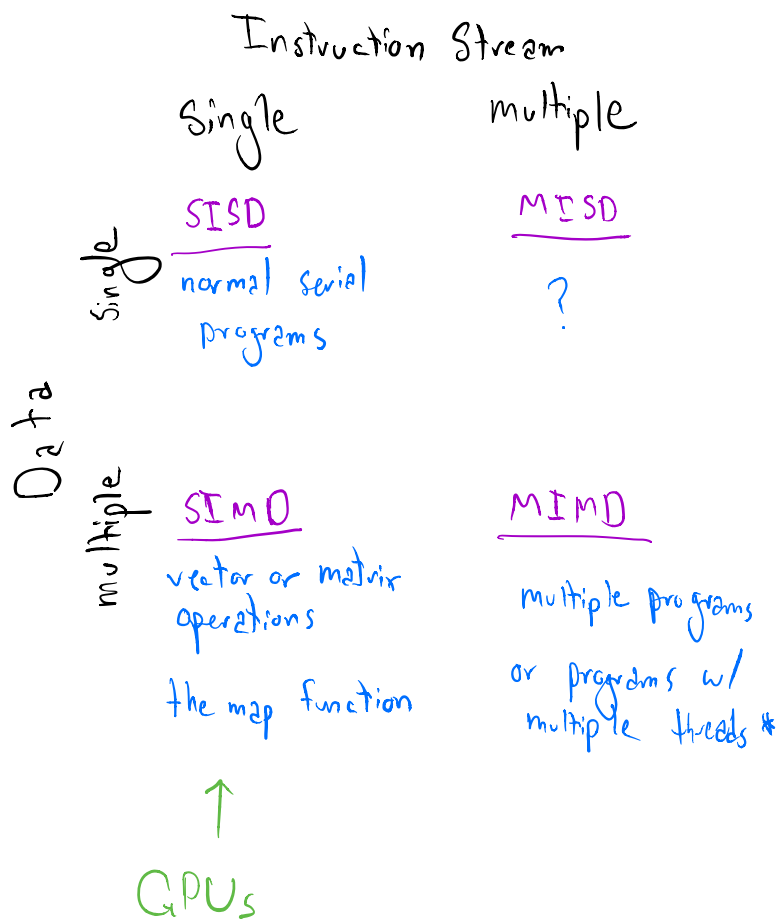 Instruction Stream
Single
multiple
Data
Single
SISD
normal serial
programs
MISD
?
multiple
SIMD
vector or matrix
operations
the map function
MIMD
multiple programs
or programs w/
multiple threads *
↑
GPUs